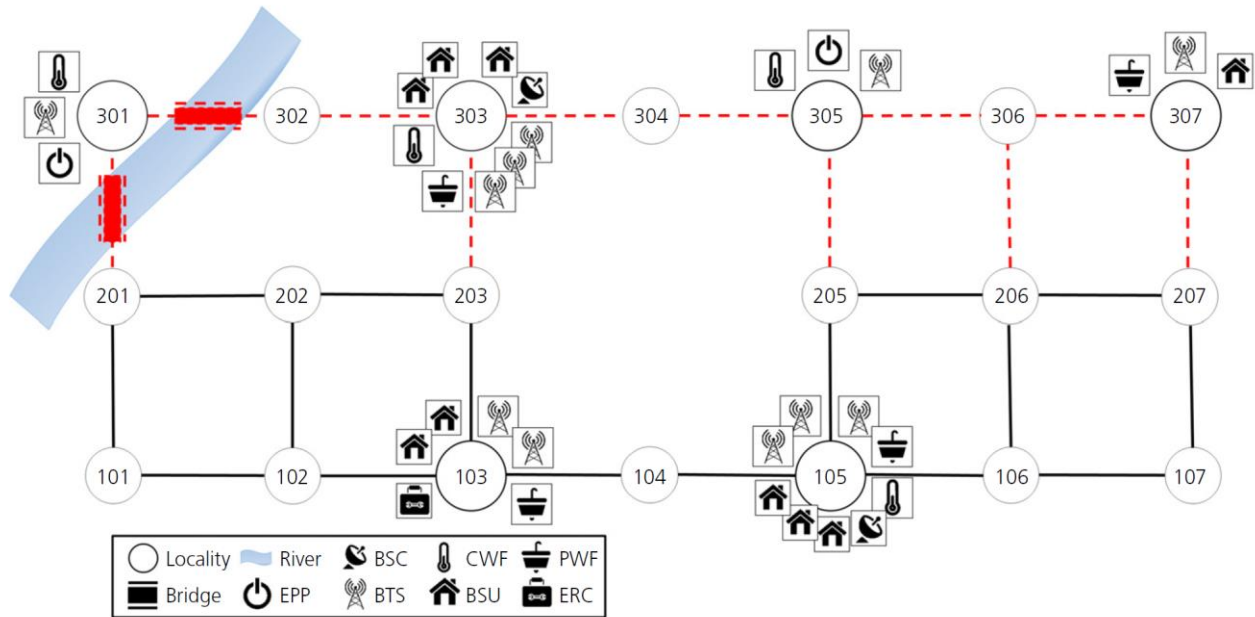 301 302 303 304 305 306 307
201 202 203 205 206 207
101 102 103 104 105 106 107
Locality River BSC CWF PWF
Bridge EPP BTS BSU ERC